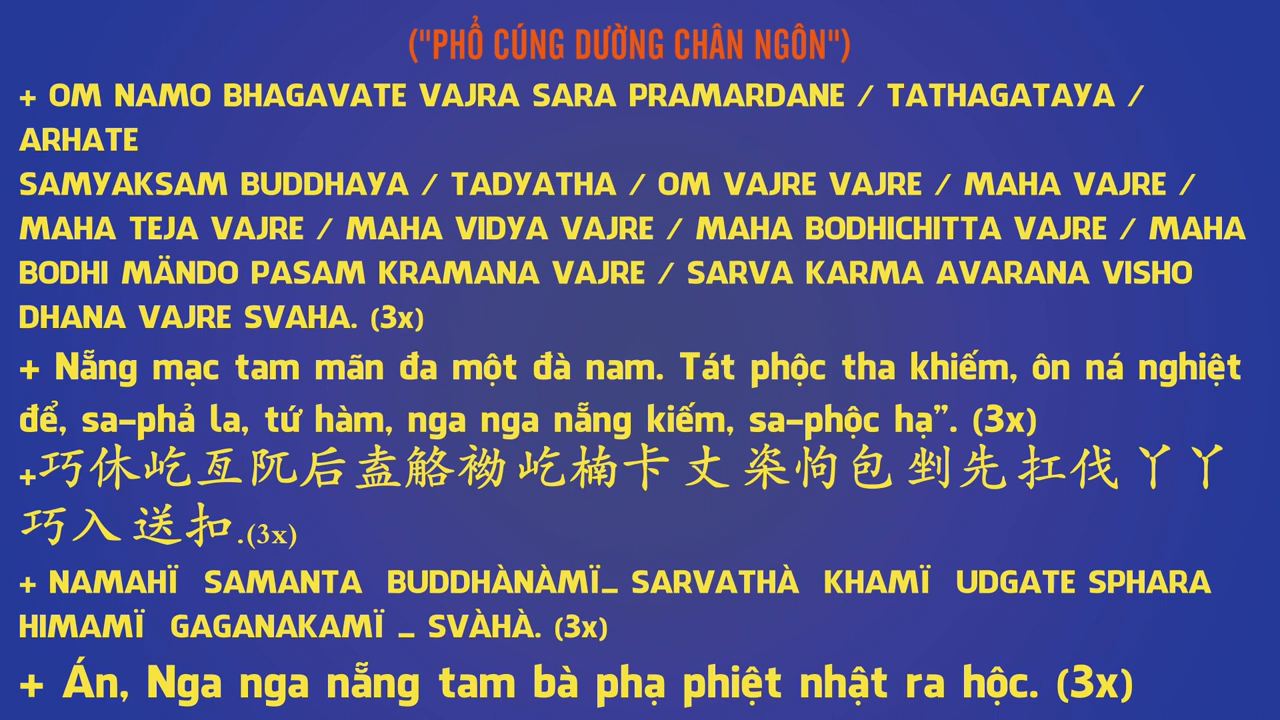 ("PHỔ CÚNG DƯỜNG CHÂN NGÔN")
+ OM NAMO BHAGAVATE VAJRA SARA PRAMARDANE / TATHAGATAYA /
ARHATE
SAMYAKSAM BUDDHAYA / TADYATHA / OM VAJRE VAJRE / MAHA VAJRE /
MAHA TEJA VAJRE / MAHA VIDYA VAJRE / MAHA BODHICHITTA VAJRE / MAHA
BODHI MÄNDO PASAM KRAMANA VAJRE / SARVA KARMA AVARANA VISHO
DHANA VAJRE SVAHA. (3x)
+ Nẵng mạc tam mãn đa một đà nam. Tát phộc tha khiếm, ôn ná nghiệt
để, sa-phả la, tứ hàm, nga nga nẵng kiếm, sa-phộc hạ”. (3x)
+巧休屹亙阢后盍觡袎屹楠卡丈桼怐包剉先扛伐丫丫
巧入送扣.(3x)
+ NAMAHÏ SAMANTA BUDDHÀNÀMÏ_ SARVATHÀ KHAMÏ UDGATE SPHARA
HIMAMÏ GAGANAKAMÏ _ SVÀHÀ. (3x)
+ Án, Nga nga nẵng tam bà phạ phiệt nhật ra hộc. (3x)